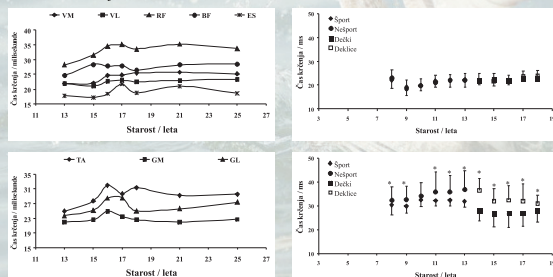 VM VL RF BF ES
Čas krčenja / milisekunde
40
35
30
25
20
15
11 13 15 17 19 21 23 25 27
Starost / leta
Čas krčenja / ms
50
40
30
20
10
Šport
Nešport
Dečki
Deklice
3 5 7 9 11 13 15 17 19
Starost / leta
TA GM GL
Čas krčenja / milisekunde
35
31
27
23
19
15
11 13 15 17 19 21 23 25 27
Starost / leta
Čas krčenja / ms
50
40
30
20
10
Šport
Nešport
Dečki
Deklice
* * * * * * * * * *
3 5 7 9 11 13 15 17 19
Starost / leta